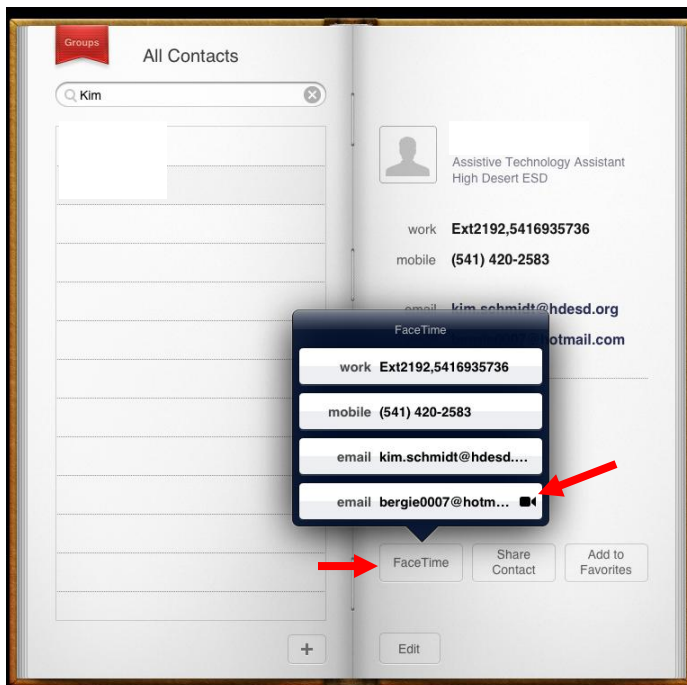 Groups
All Contacts
Kim
Assistive Technology Assistant
High Desert ESD
work Ext2192,5416935736
mobile (541) 420-2583
email kim.schmidt@hdesd.org
otmail.com
FaceTime
work Ext2192,5416935736
mobile (541) 420-2583
email kim.schmidt@hdesd....
email bergie0007@hotm...
FaceTime
Share
Contact
Add to
Favorites
+
Edit